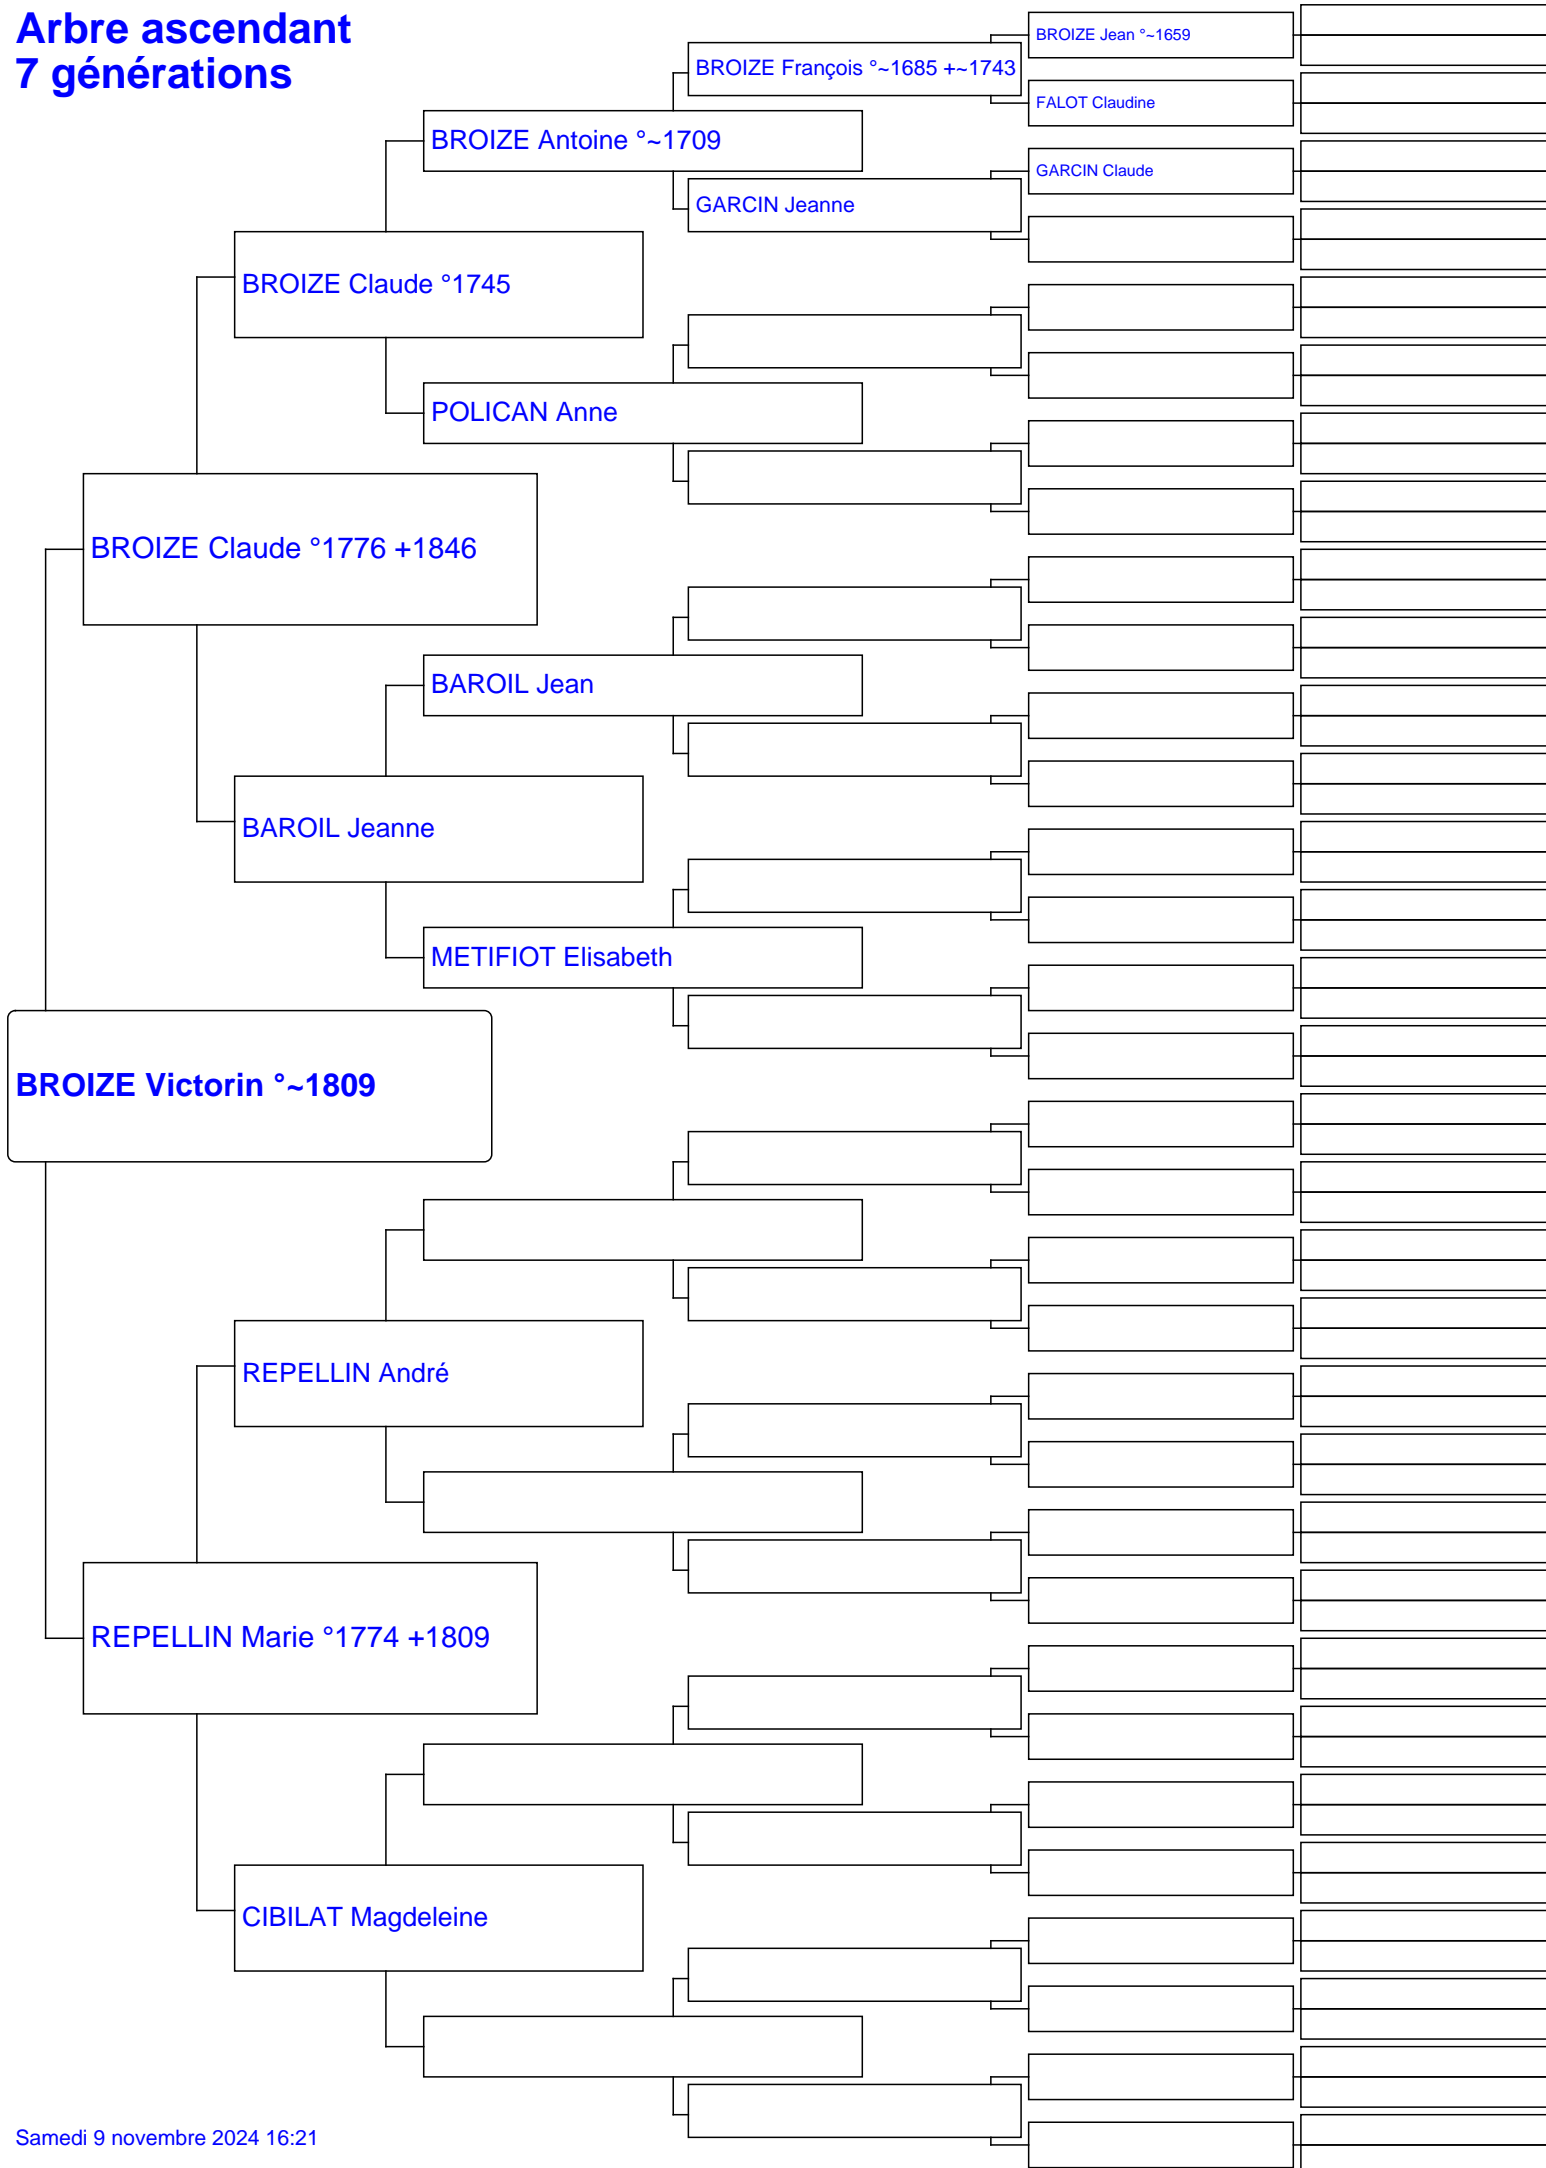 Arbre ascendant
7 générations
BROIZE Jean °~1659
BROIZE François °~1685 +~1743
FALOT Claudine
BROIZE Antoine °~1709
GARCIN Claude
GARCIN Jeanne
BROIZE Claude °1745
POLICAN Anne
BROIZE Claude °1776 +1846
BAROIL Jean
BAROIL Jeanne
METIFIOT Elisabeth
BROIZE Victorin °~1809
REPELLIN André
REPELLIN Marie °1774 +1809
CIBILAT Magdeleine
Samedi 9 novembre 2024 16:21